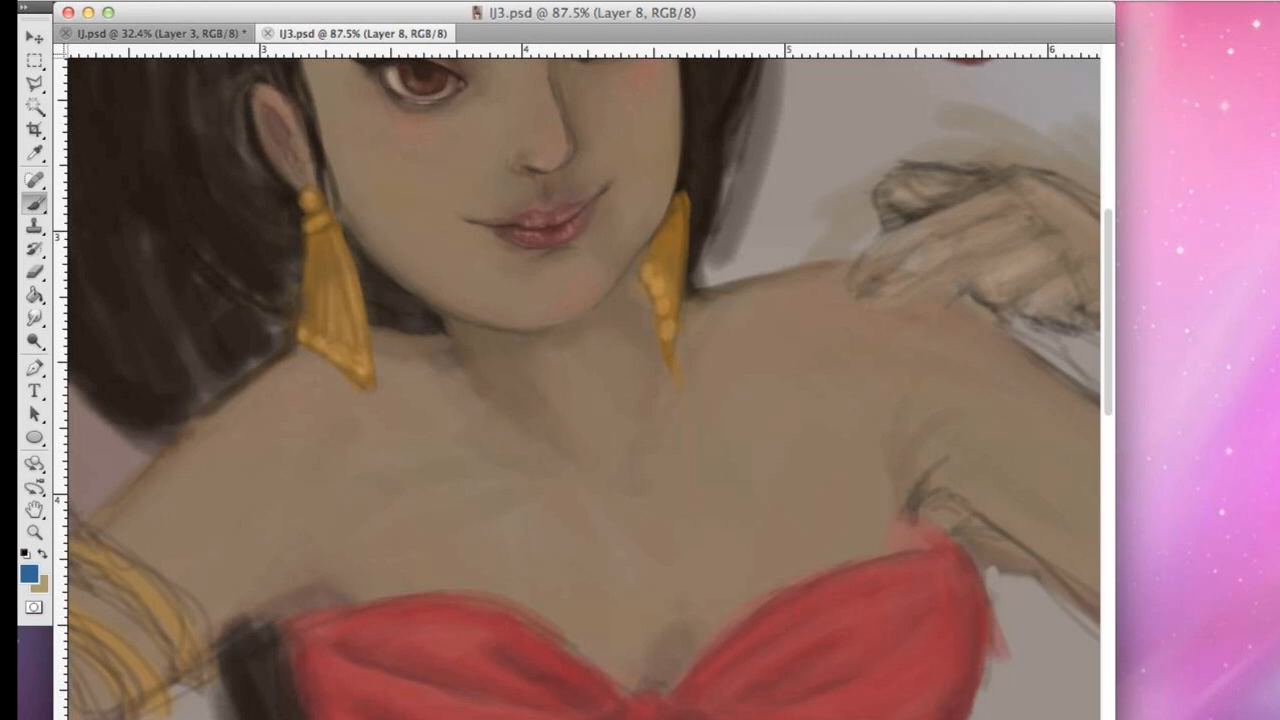 IJ3.psd @ 87.5% (Layer 8, RGB/8)
IJ.psd @ 32.4% (Layer 3, RGB/8) *
IJ3.psd @ 87.5% (Layer 8, RGB/8)
3
4
5
6
3
4
T